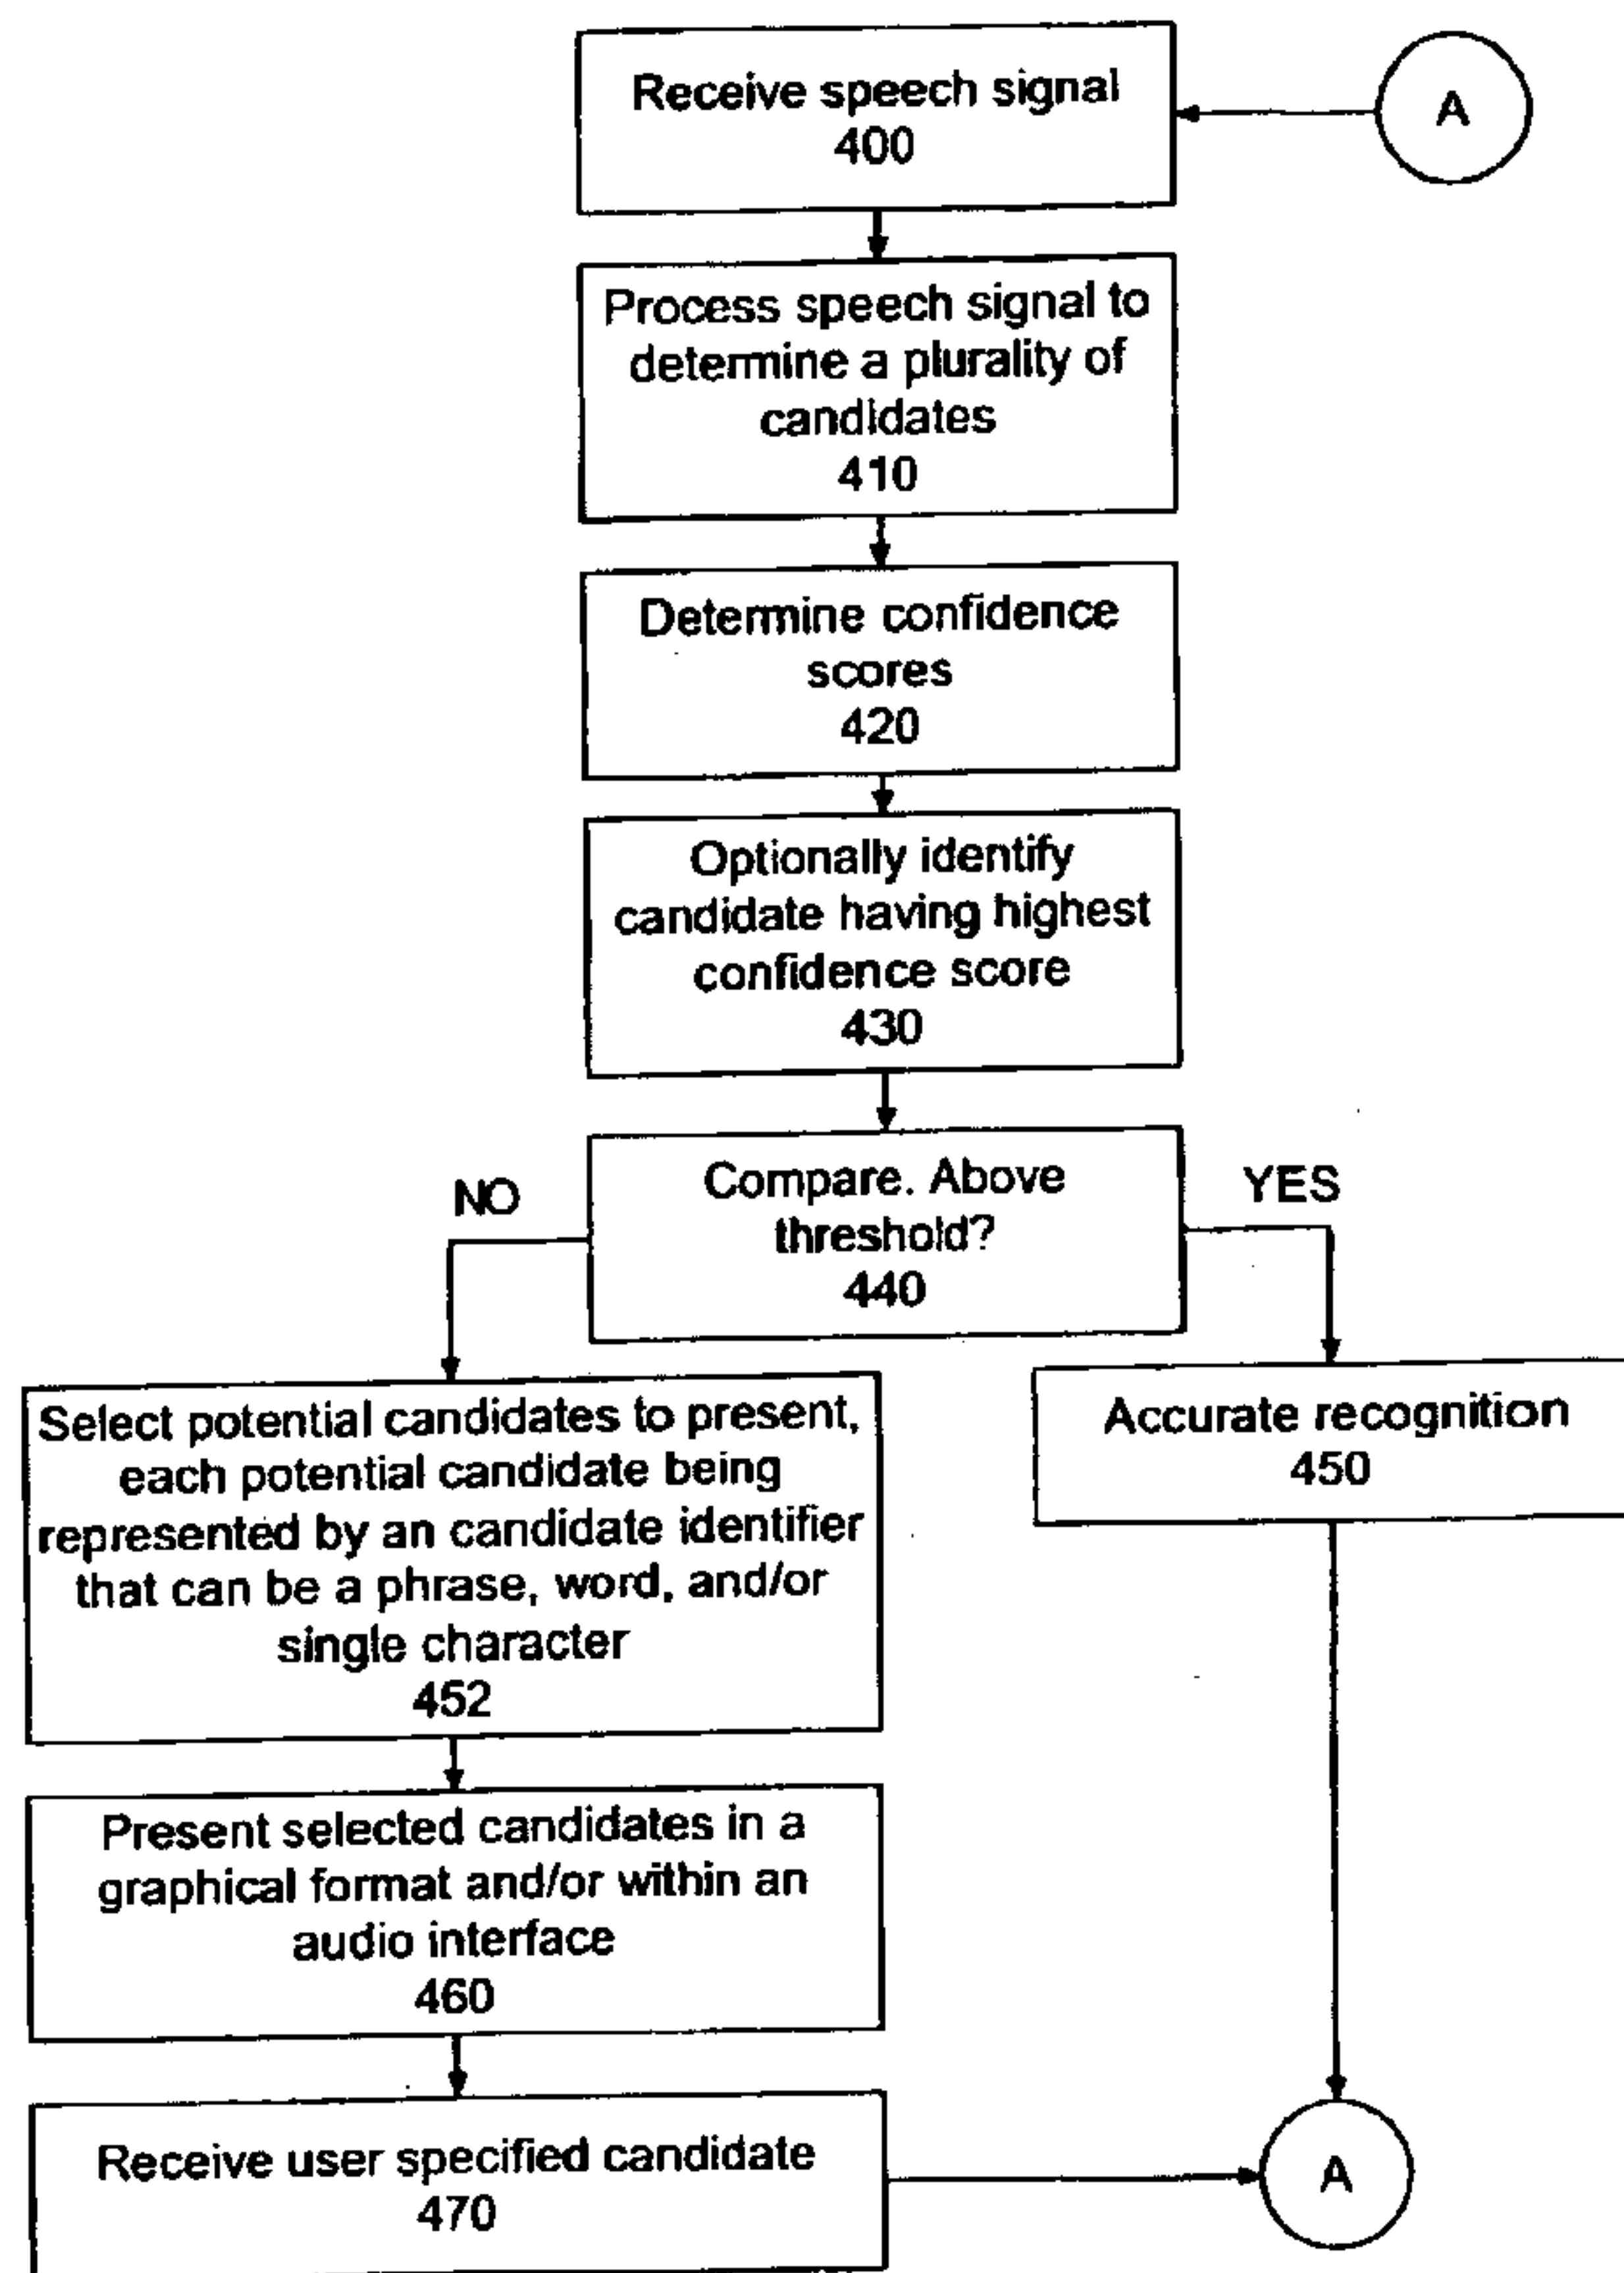 Receive speech signal
400
A
Process speech signal to
determine a plurality of
candidates
410
Determine confidence
scores
420
Optionally identify
candidate having highest
confidence score
430
Compare. Above
threshold?
440
NO
YES
Select potential candidates to present,
each potential candidate being
represented by an candidate identifier
that can be a phrase, word, and/or
single character
452
Accurate recognition
450
Present selected candidates in a
graphical format and/or within an
audio interface
460
Receive user specified candidate
470
A